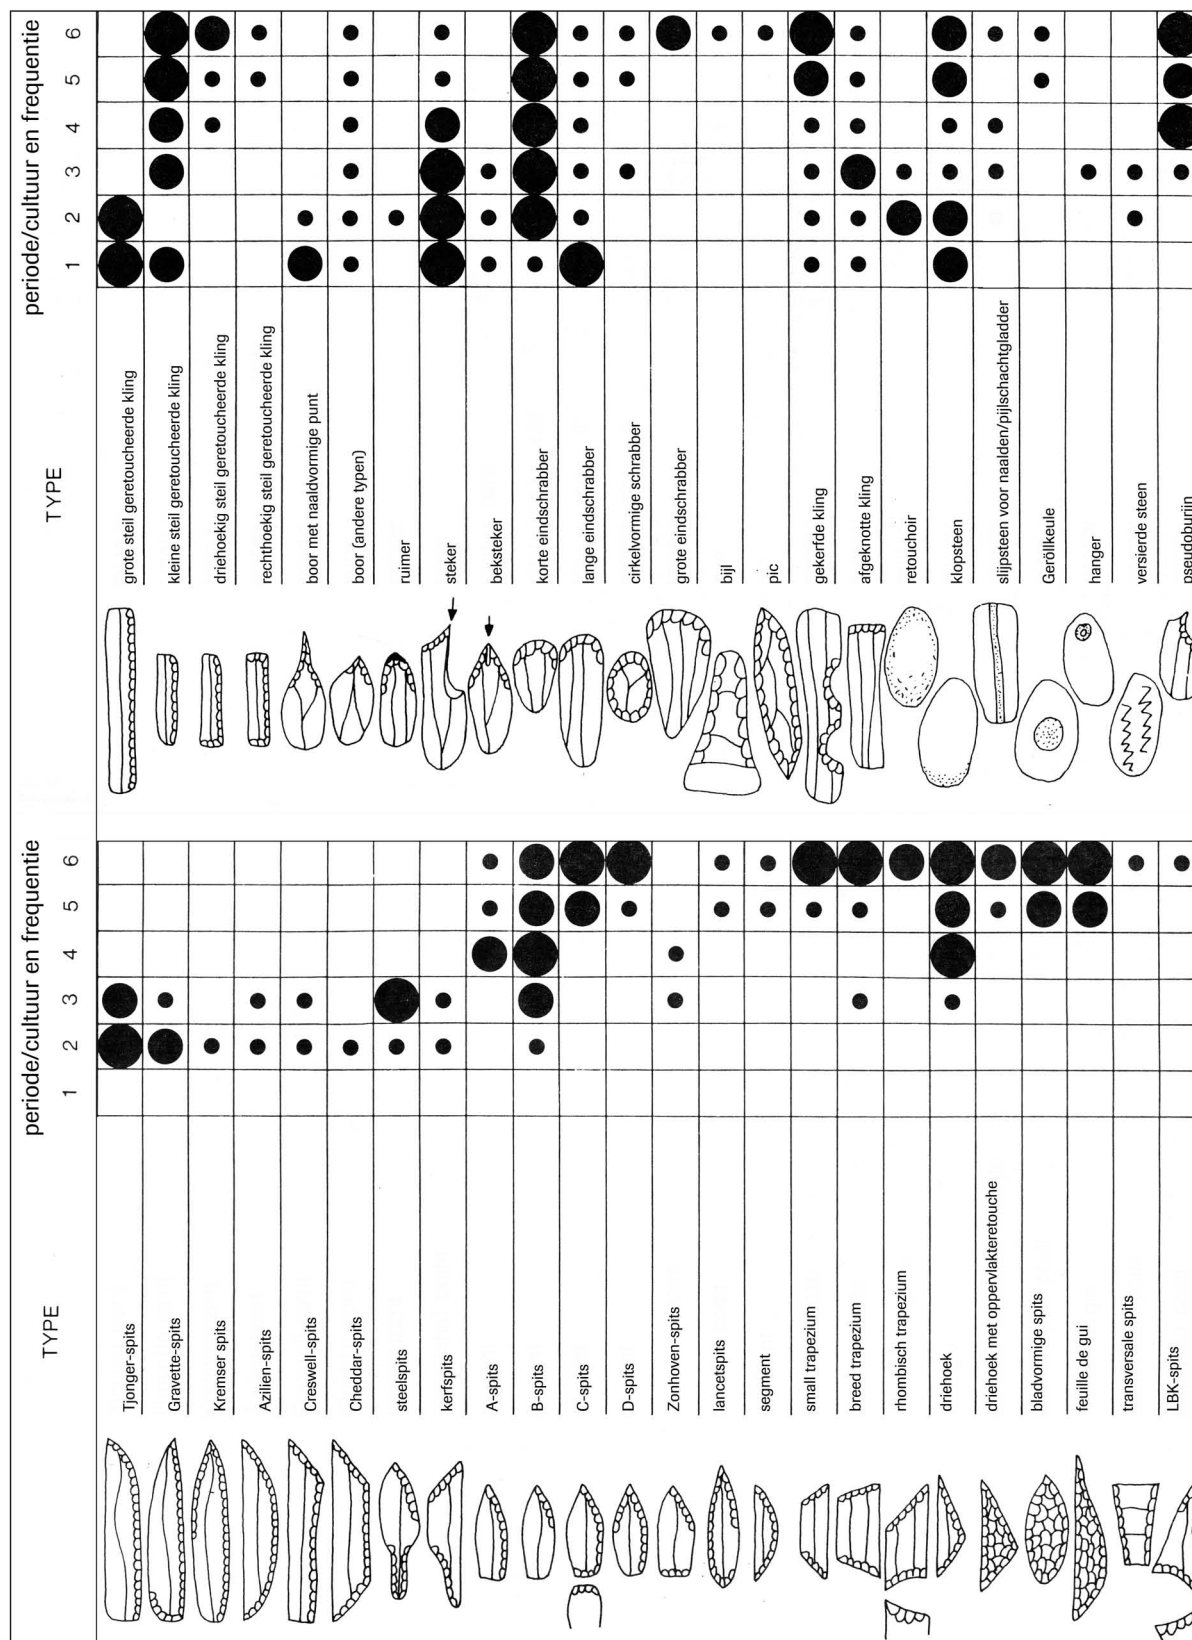 TYPE
periode/cultuur en frequentie
1 2 3 4 5 6
Tjonger-spits
Gravette-spits
Kremser spits
Azilien-spits
Creswell-spits
Cheddar-spits
steelspits
kerfspits
A-spits
B-spits
C-spits
D-spits
Zonhoven-spits
lancetspits
segment
small trapezium
breed trapezium
rhombisch trapezium
driehoek
driehoek met oppervlakteretouche
bladvormige spits
feuille de gui
transversale spits
LBK-spits
TYPE
periode/cultuur en frequentie
1 2 3 4 5 6
grote steil geretoucheerde kling
kleine steil geretoucheerde kling
driehoekig steil geretoucheerde kling
rechthoekig steil geretoucheerde kling
boor met naaldvormige punt
boor (andere typen)
ruimer
steker
beksteker
korte eindschrabber
lange eindschrabber
cirkelvormige schrabber
grote eindschrabber
bijl
pic
gekerfde kling
afgeknotte kling
retouchoir
klopsteen
slijpsteen voor naalden/pijlschachtgladder
Geröllkeule
hanger
versierde steen
pseudoburijn